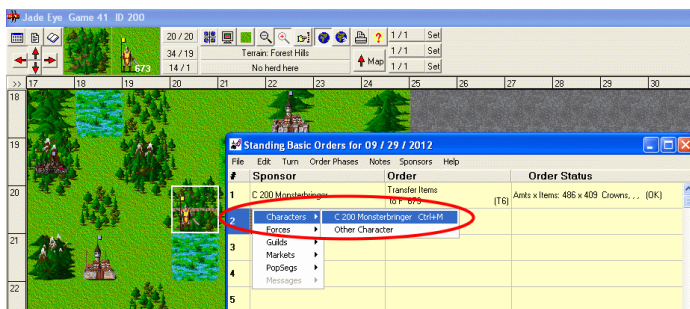 Jade Eye Game 41 ID 200
20 / 20
1 / 1 Set
34 / 19
Terrain: Forest Hills
1 / 1 Set
673
14 / 1
No herd here
Map
1 / 1 Set
>> 17 18 19 20 21 22 23 24 25 26 27 28 29 30
18
19
20
21
22
Standing Basic Orders for 09 / 29 / 2012
File Edit Turn Order Phases Notes Sponsors Help
# Sponsor Order Order Status
1 C 200 Monsterbringer Transfer Items
(T6) Amts x Items: 486 x 409 Crowns, , , (OK)
2 Characters C 200 Monsterbringer Ctrl+M
Forces Other Character
3 Guilds
Markets
4 PopSegs
Messages
5